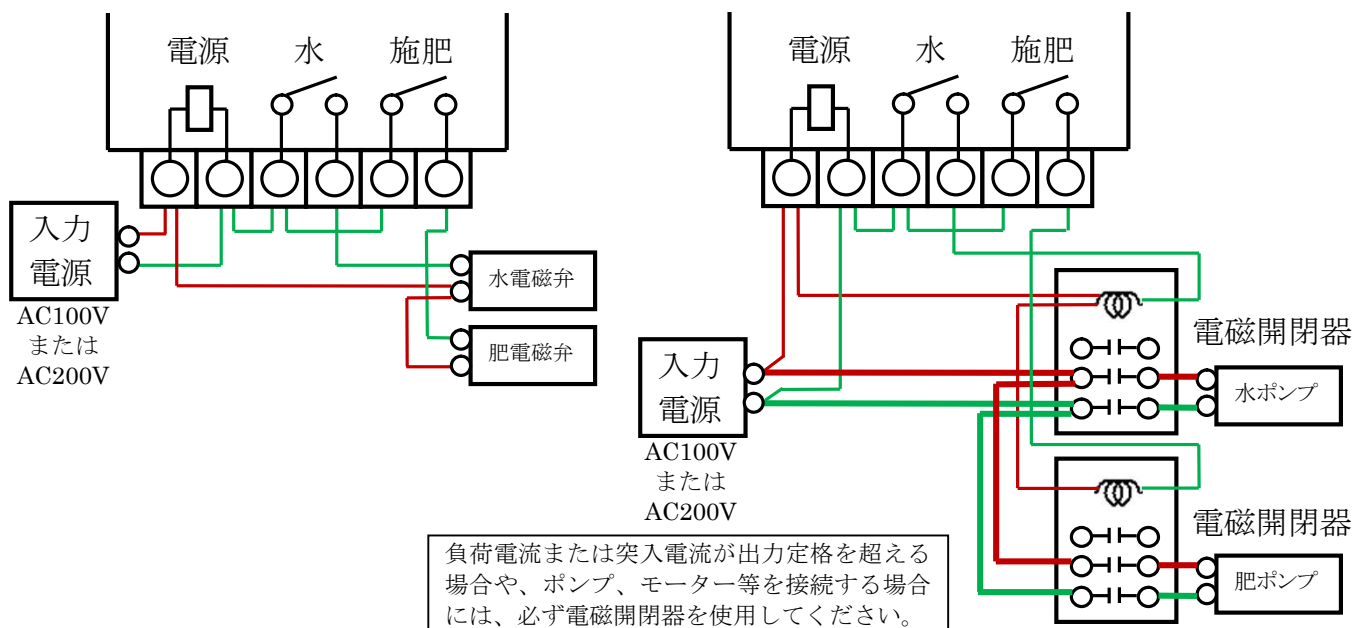 電源 水 施肥
入力
電源
AC100V
または
AC200V
水電磁弁
肥電磁弁
電源 水 施肥
入力
電源
AC100V
または
AC200V
電磁開閉器
水ポンプ
電磁開閉器
肥ポンプ
負荷電流または突入電流が出力定格を超える
場合や、ポンプ、モーター等を接続する場合
には、必ず電磁開閉器を使用してください。